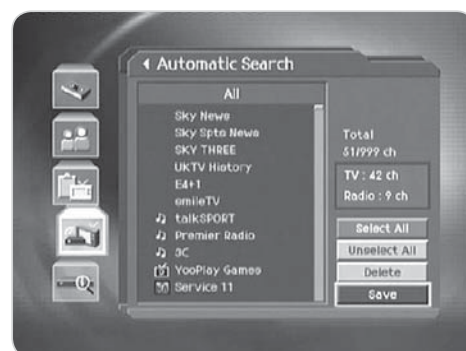 Automatic Search
All
Sky News
Sky Spts News
SKY THREE
UKTV History
E4+1
smileTV
talkSPORT
Premier Radio
3C
YooPlay Games
Service 11
Total
51/999 ch
TV : 42 ch
Radio : 9 ch
Select All
Unselect All
Delete
Save